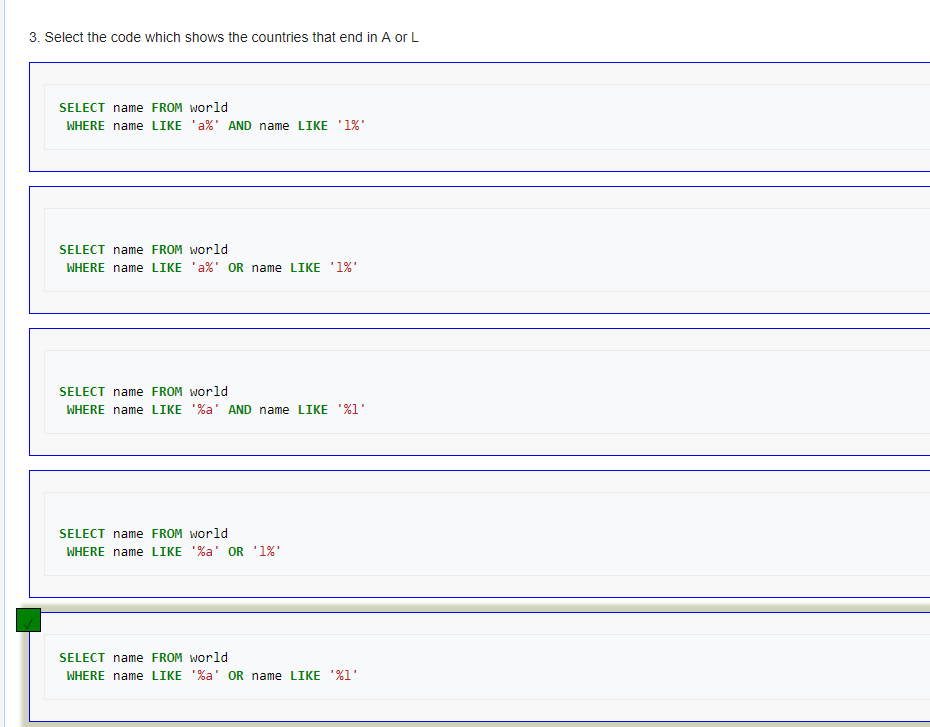 3. Select the code which shows the countries that end in A or L
SELECT name FROM world
WHERE name LIKE 'a%' AND name LIKE 'l%'
SELECT name FROM world
WHERE name LIKE 'a%' OR name LIKE 'l%'
SELECT name FROM world
WHERE name LIKE '%a' AND name LIKE '%l'
SELECT name FROM world
WHERE name LIKE '%a' OR 'l%'
✓
SELECT name FROM world
WHERE name LIKE '%a' OR name LIKE '%l'